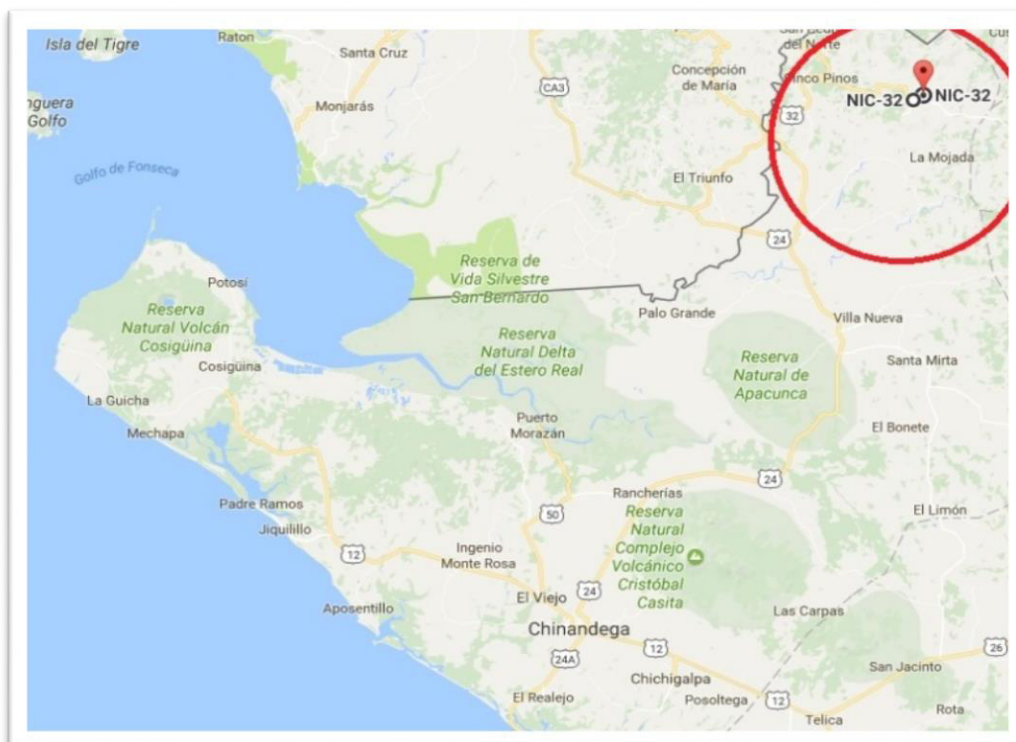 Isla del Tigre
Raton
Santa Cruz
Monjarás
CA3
Concepción
de María
del Norte
Cinco Pinos
NIC-32
NIC-32
32
La Mojada
Golfo
Golfo de Fonseca
El Triunfo
24
Reserva de
Vida Silvestre
San Bernardo
Potosí
Reserva
Natural Volcán
Cosigüina
Palo Grande
Villa Nueva
Reserva
Natural Delta
del Estero Real
Reserva
Natural de
Apacunca
Santa Mirta
Cosigüina
La Guicha
Mechapa
Puerto
Morazán
El Bonete
24
Rancherías
Padre Ramos
50
Jiquilillo
Reserva
Natural
Complejo
Volcánico
Cristóbal
Casita
El Limón
12
Ingenio
Monte Rosa
24
El Viejo
Aposentillo
Las Carpas
Chinandega
12
26
24A
San Jacinto
Chichigalpa
El Realejo
Posoltega
12
Rota
Telica